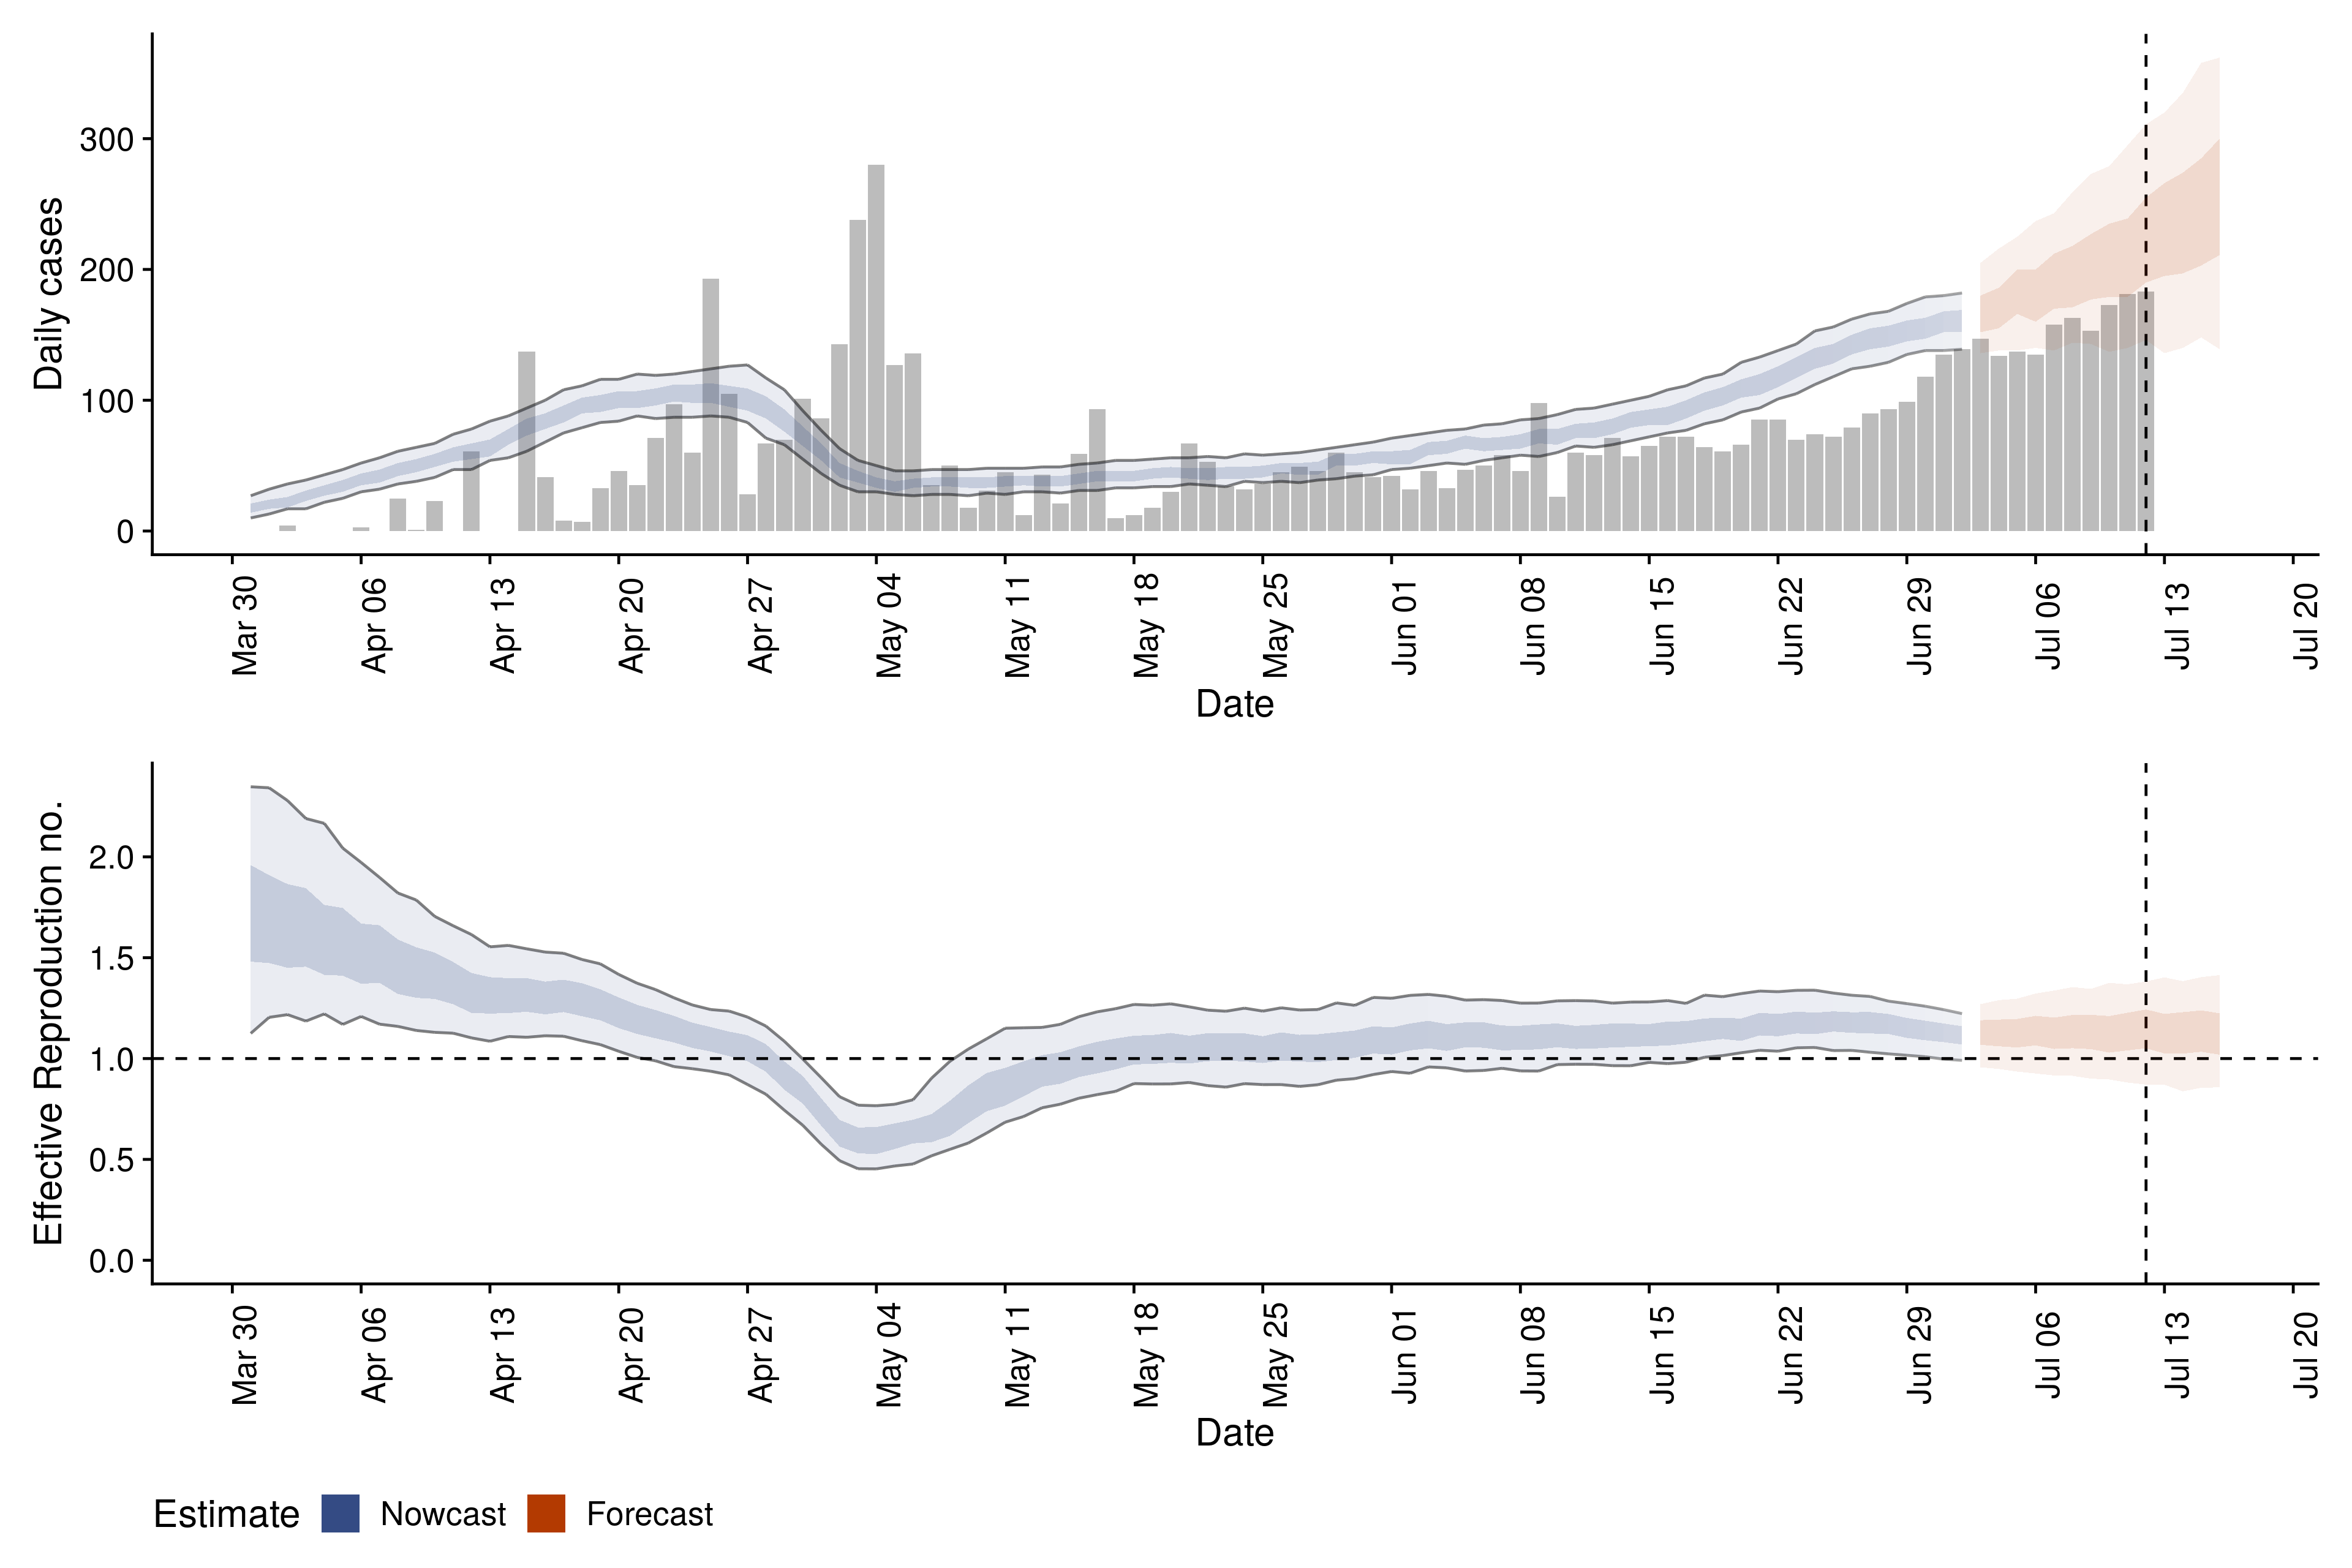 Daily cases
300
200
100
0
Mar 30
Apr 06
Apr 13
Apr 20
Apr 27
May 04
May 11
May 18
May 25
Jun 01
Jun 08
Jun 15
Jun 22
Jun 29
Jul 06
Jul 13
Jul 20
Date
Effective Reproduction no.
2.0
1.5
1.0
0.5
0.0
Mar 30
Apr 06
Apr 13
Apr 20
Apr 27
May 04
May 11
May 18
May 25
Jun 01
Jun 08
Jun 15
Jun 22
Jun 29
Jul 06
Jul 13
Jul 20
Date
Estimate Nowcast Forecast